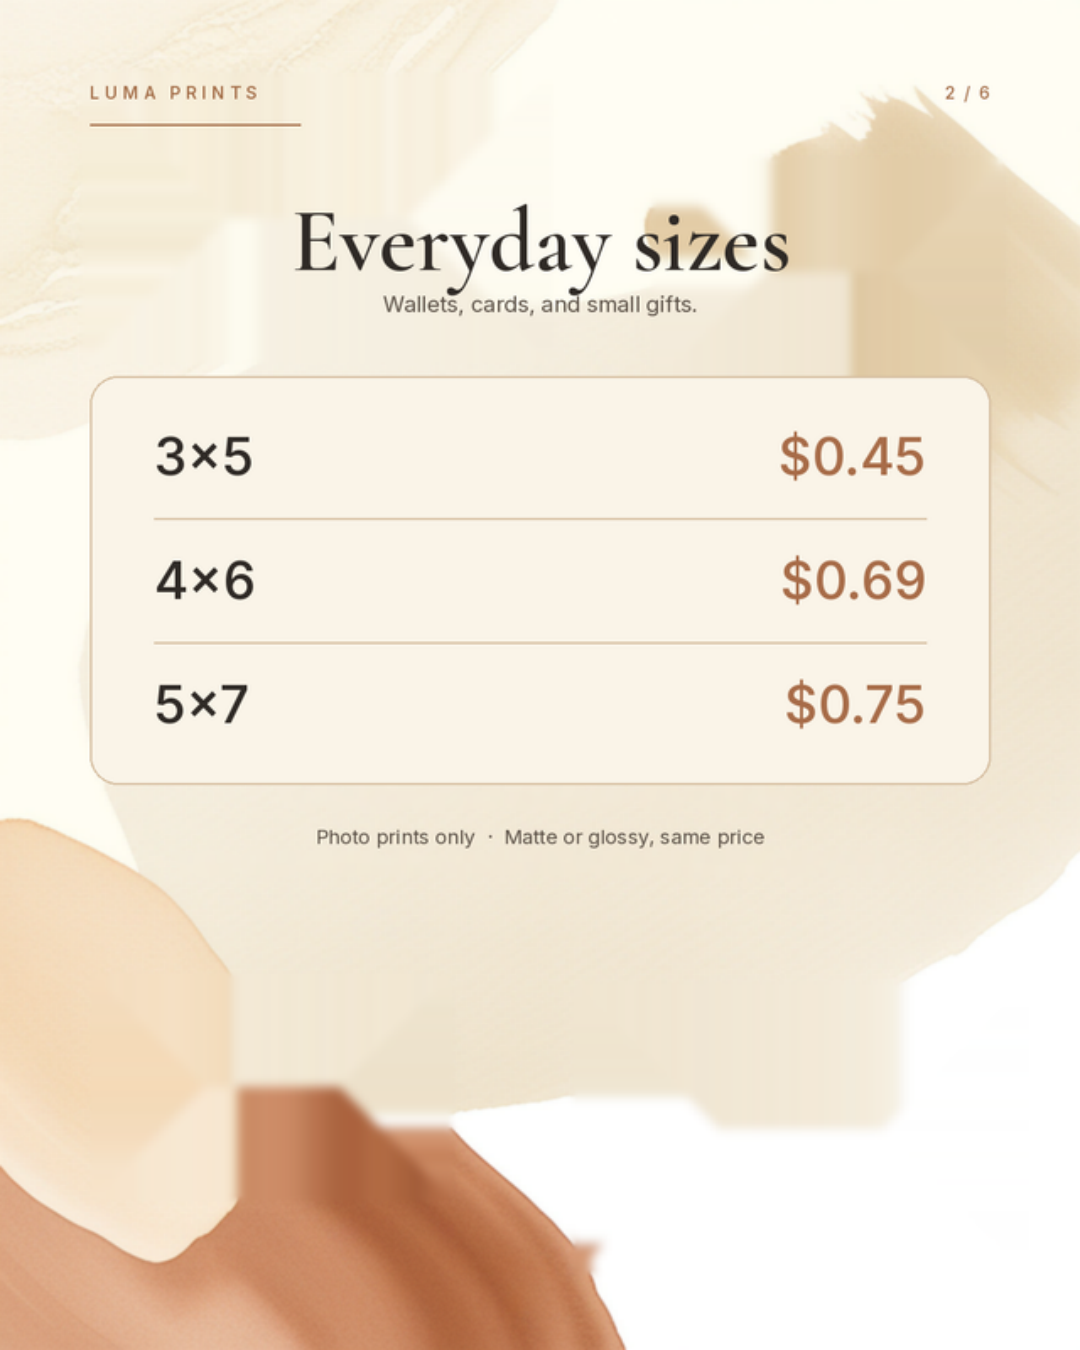 LUMA PRINTS
2 / 6
Everyday sizes
Wallets, cards, and small gifts.
3×5 $0.45
4×6 $0.69
5×7 $0.75
Photo prints only · Matte or glossy, same price